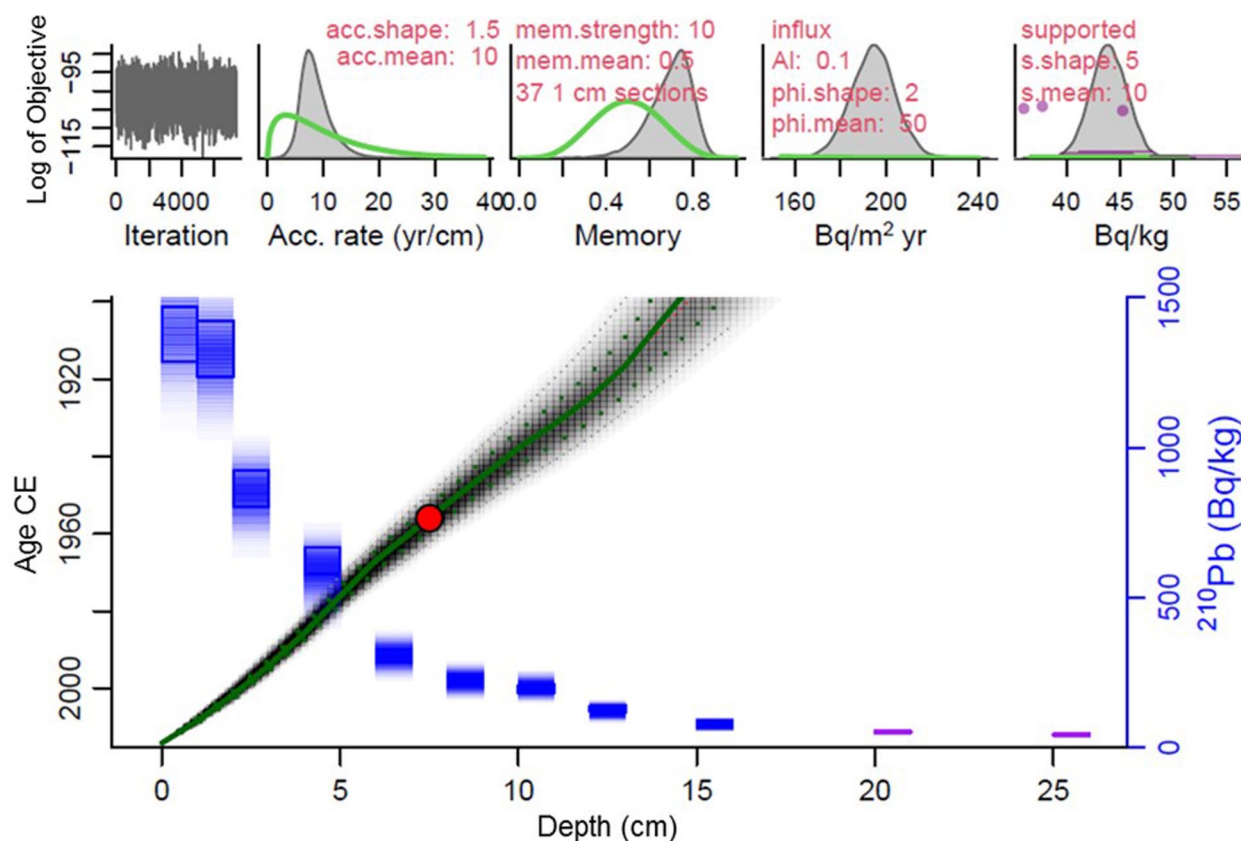 acc.shape: 1.5
acc.mean: 10
mem.strength: 10
mem.mean: 0.5
37 1 cm sections
influx
Al: 0.1
phi.shape: 2
phi.mean: 50
supported
s.shape: 5
s.mean: 10
Log of Objective
-95
-115
0 4000
0 10 20 30 40
0.0 0.4 0.8
160 200 240
40 45 50 55
Iteration
Acc. rate (yr/cm)
Memory
Bq/m² yr
Bq/kg
Age CE
1920
1960
2000
1500
1000
500
0
²¹⁰Pb (Bq/kg)
0 5 10 15 20 25
Depth (cm)